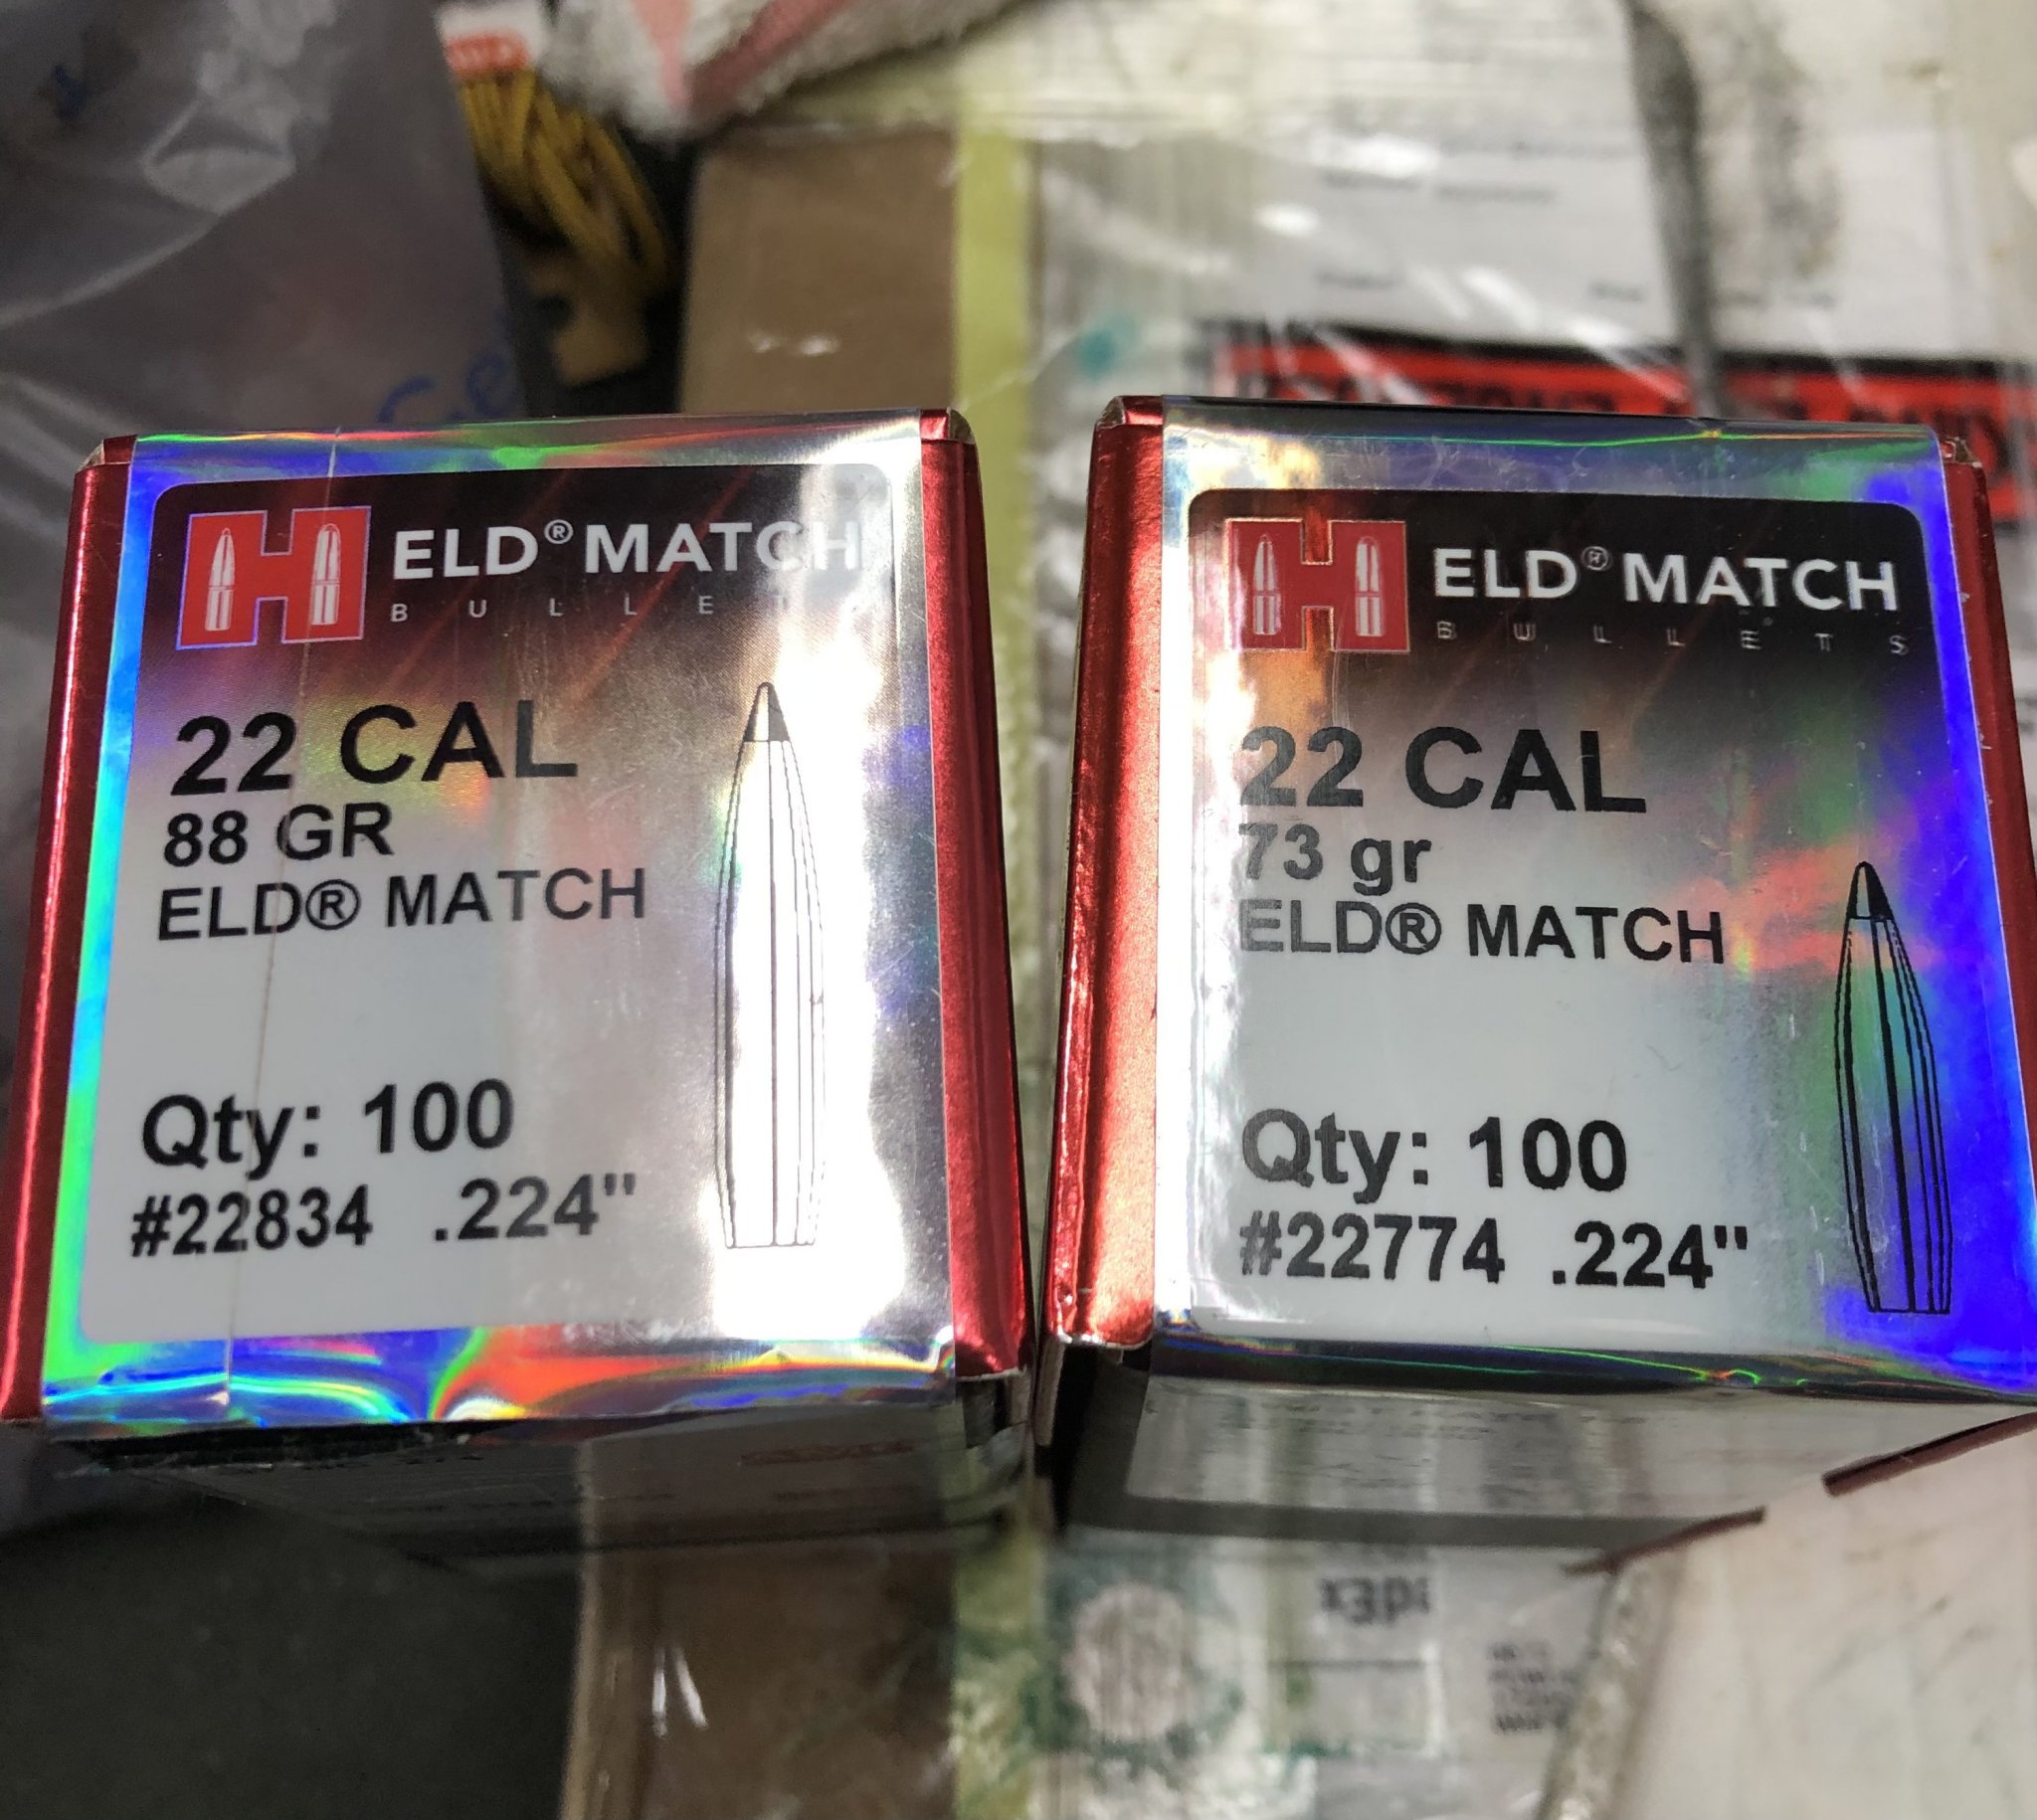 ELD® MATCH
BULLET
22 CAL
88 GR
ELD® MATCH
Qty: 100
#22834 .224"
ELD® MATCH
BULLETS
22 CAL
73 gr
ELD® MATCH
Qty: 100
#22774 .224"